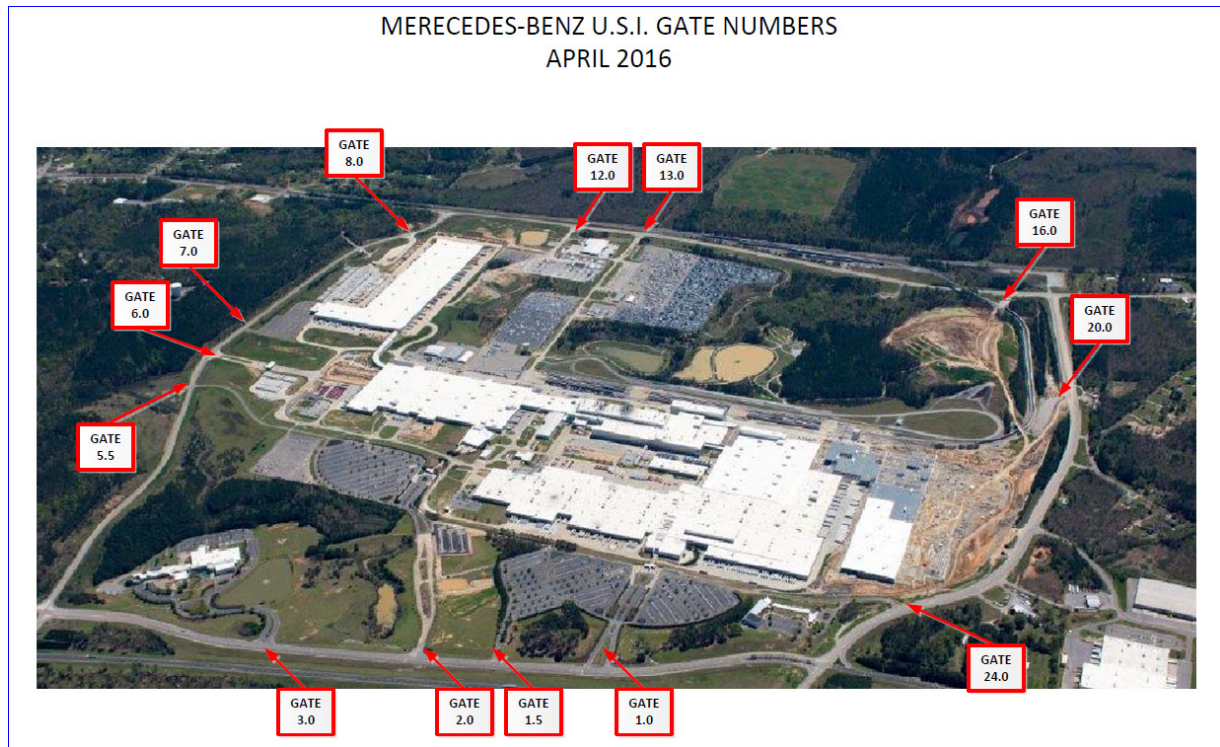 MERECEDES-BENZ U.S.I. GATE NUMBERS
APRIL 2016
GATE
8.0
GATE
12.0
GATE
13.0
GATE
16.0
GATE
7.0
GATE
6.0
GATE
20.0
GATE
5.5
GATE
24.0
GATE
3.0
GATE
2.0
GATE
1.5
GATE
1.0